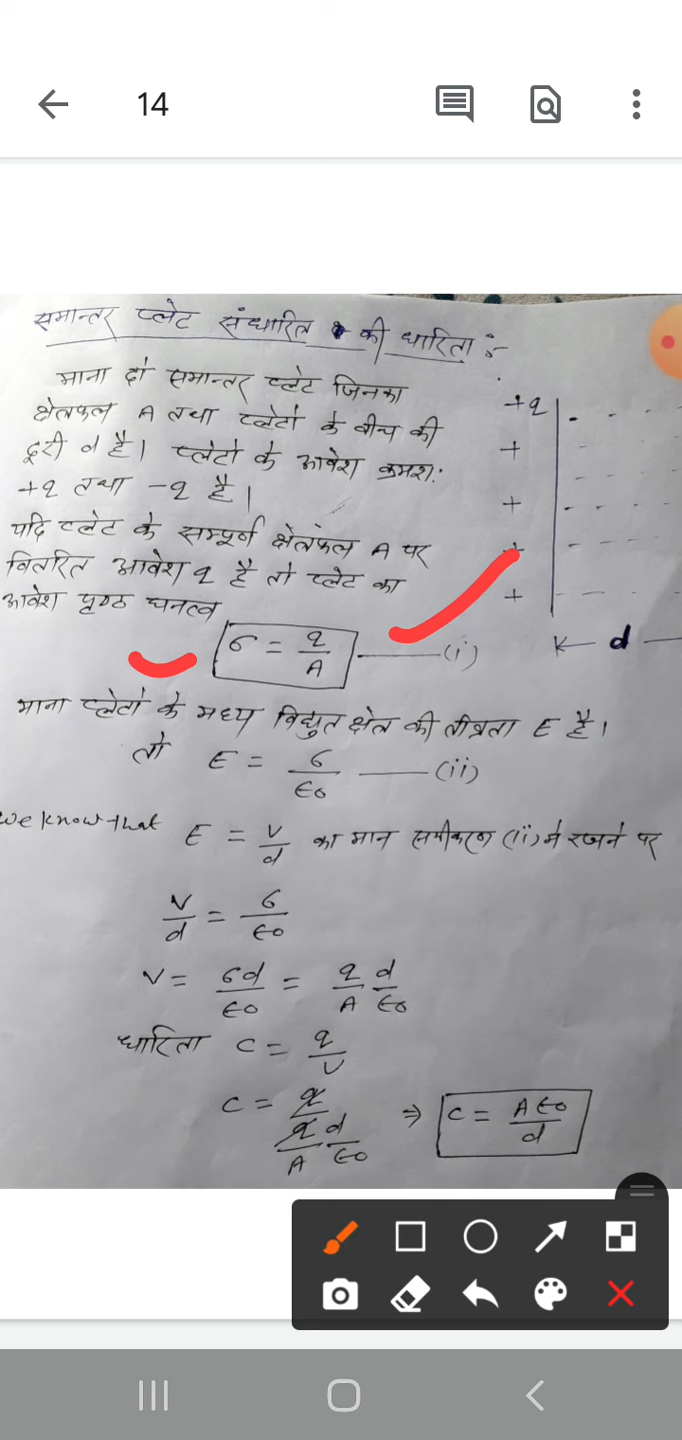 14
समान्तर प्लेट संधारित्र की धारिता :-
माना दो समान्तर प्लेट जिनका
क्षेत्रफल A तथा प्लेटो के बीच की
दूरी d है। प्लेटो के आवेश क्रमश:
+q तथा -q है।
यदि प्लेट के सम्पूर्ण क्षेत्रफल A पर
वितरित आवेश q है तो प्लेट का
आवेश पृष्ठ घनत्व
σ = q/A —— (i)
+q
+
+
+
+
d
माना प्लेटो के मध्य विद्युत क्षेत्र की तीव्रता E है।
तो E = σ/ϵ0 —— (ii)
we know that E = V/d का मान समीकरण (ii) मे रखने पर
V/d = σ/ϵ0
V = σd/ϵ0 = q/A d/ϵ0
धारिता C = q/V
C = q/(q/A d/ϵ0) ⇒ C = Aϵ0/d